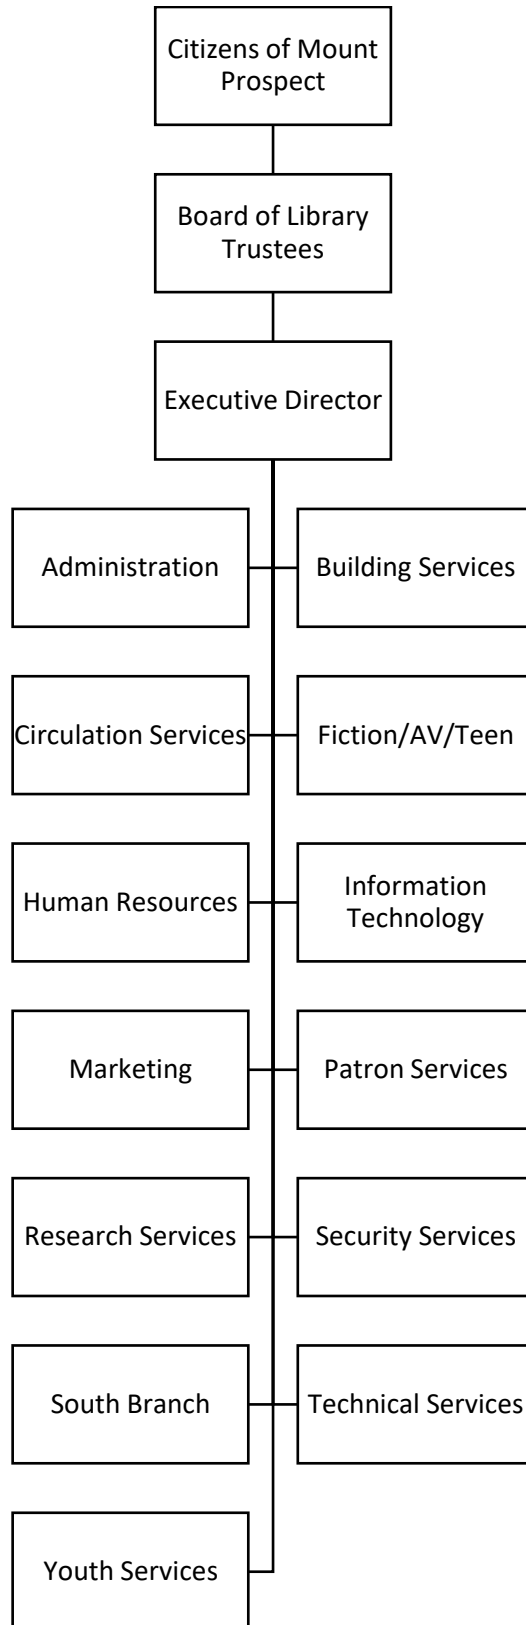 Citizens of Mount
Prospect
Board of Library
Trustees
Executive Director
Administration
Building Services
Circulation Services
Fiction/AV/Teen
Human Resources
Information
Technology
Marketing
Patron Services
Research Services
Security Services
South Branch
Technical Services
Youth Services